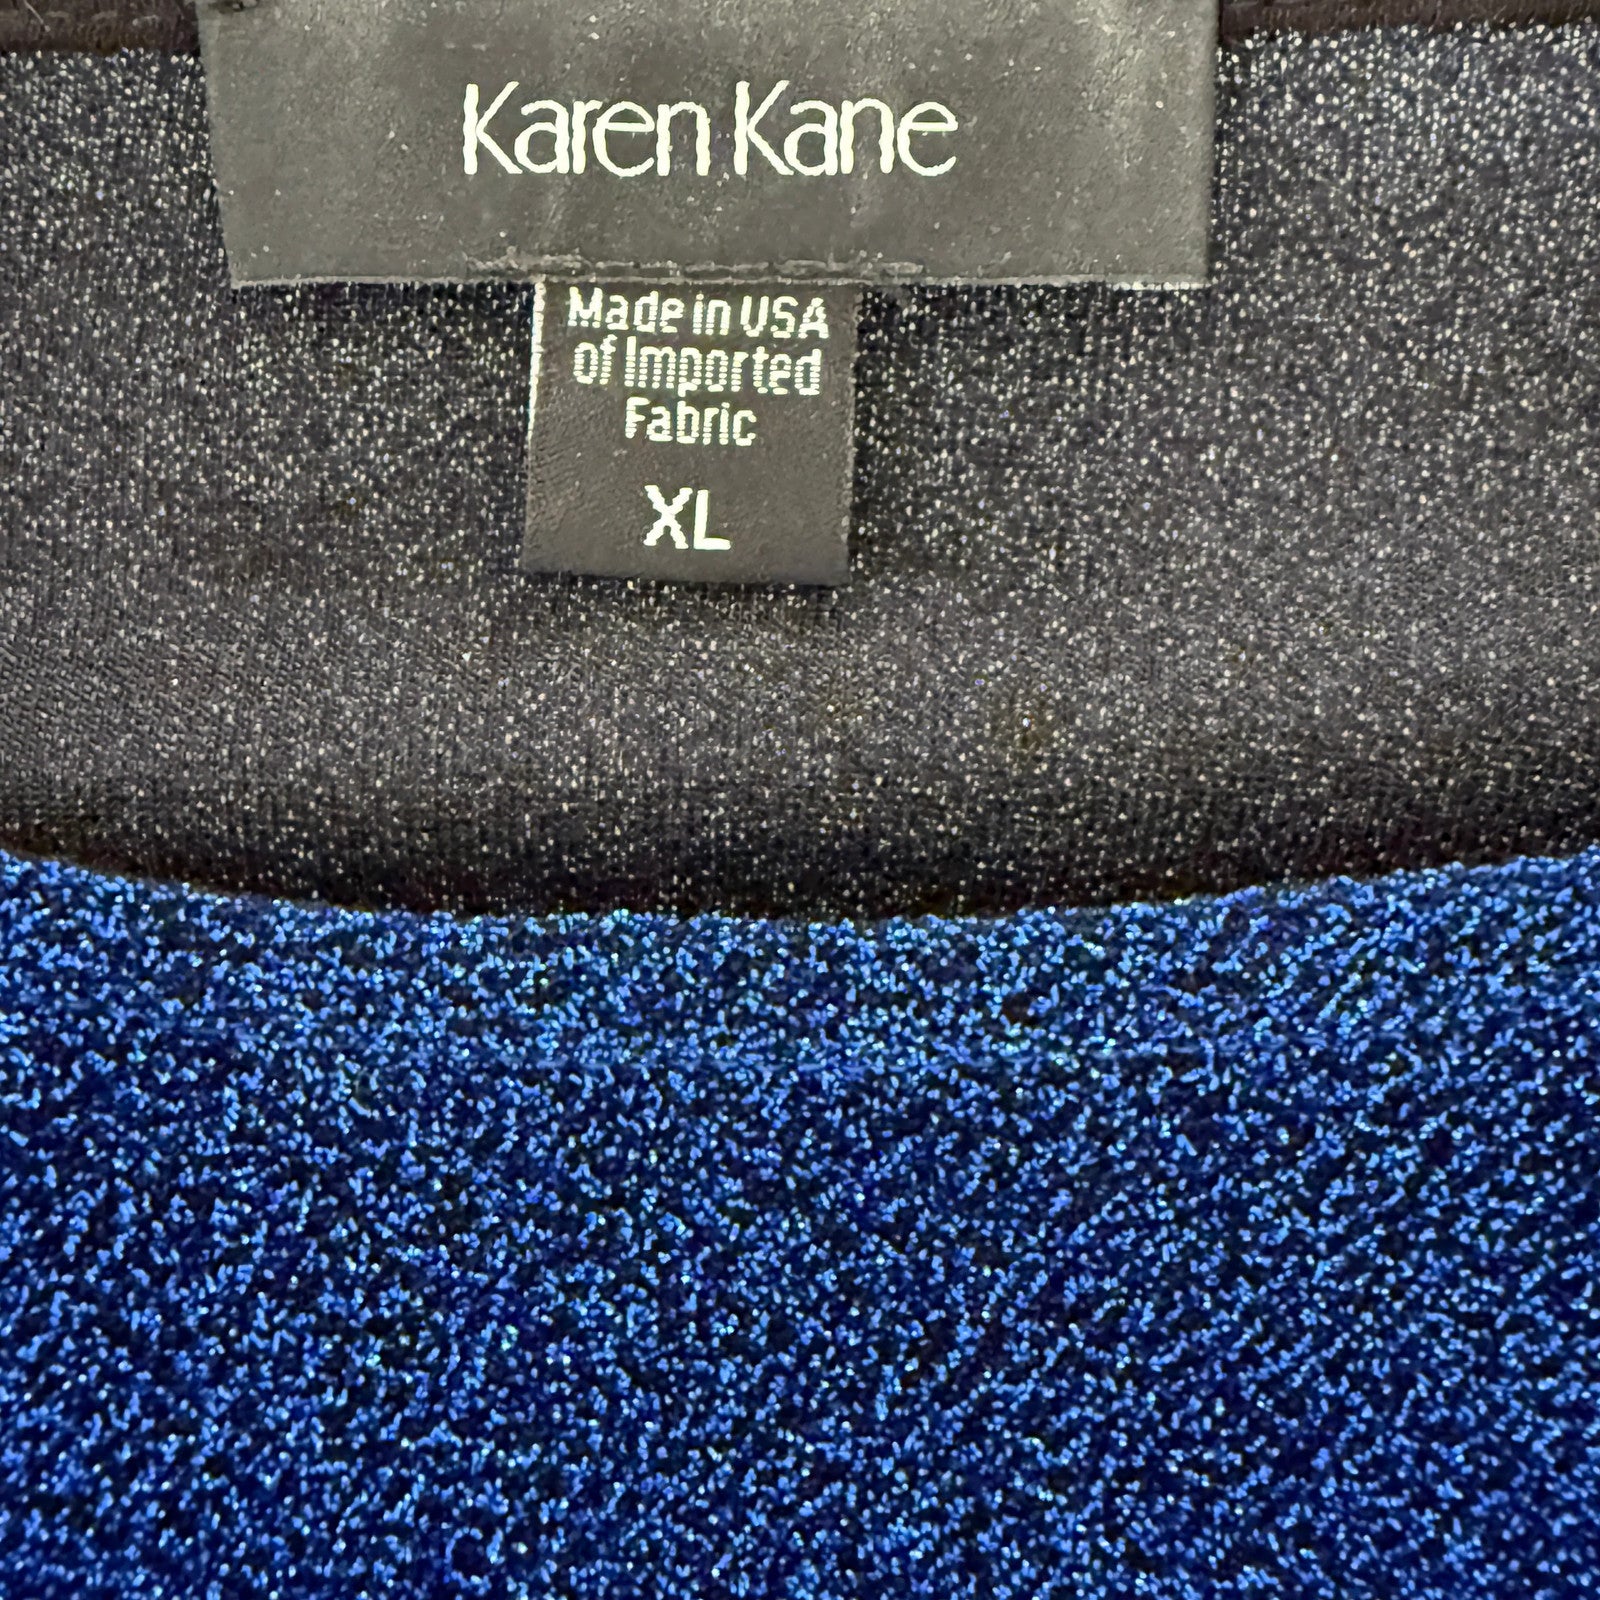 Karen Kane
Made in USA
of Imported
Fabric
XL